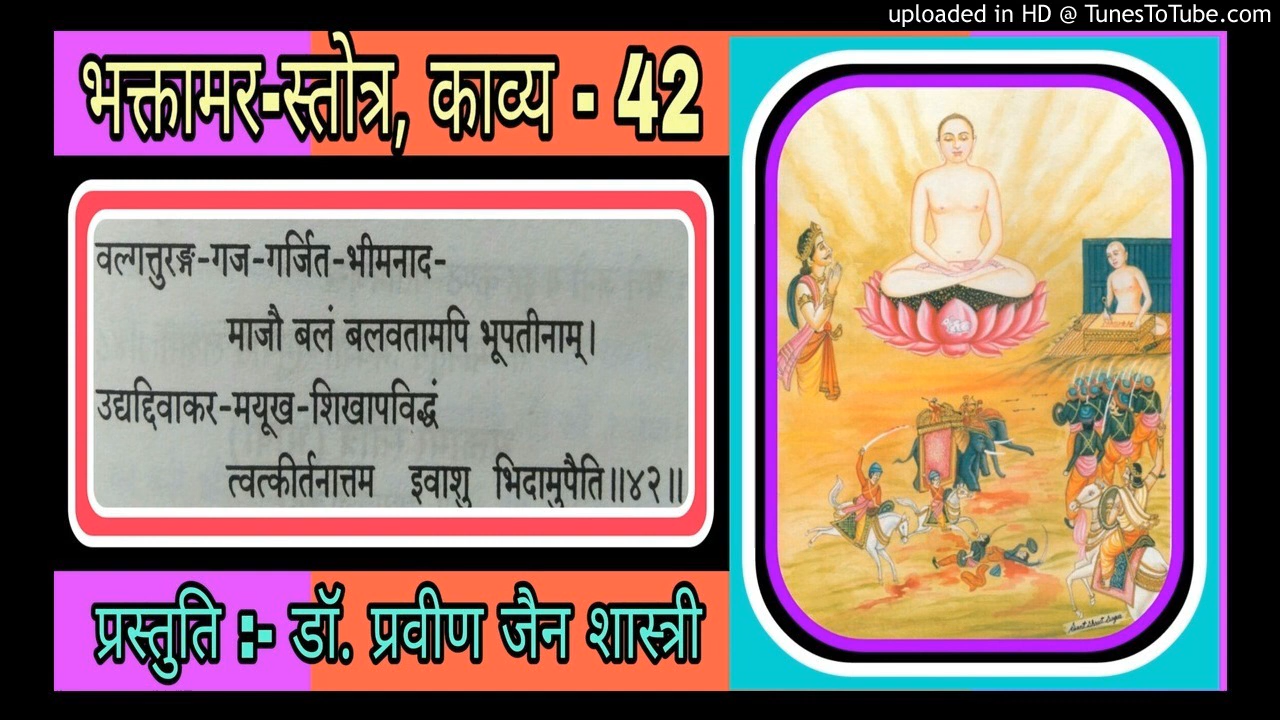 uploaded in HD @ TunesToTube.com
भक्तामर-स्तोत्र, काव्य - 42
वल्गत्तुरङ्ग-गज-गर्जित-भीमनाद-
माजौ बलं बलवतामपि भूपतीनाम्।
उद्यद्दिवाकर-मयूख-शिखापविद्धं
त्वत्कीर्तनात्तम इवाशु भिदामुपैति॥४२॥
प्रस्तुति :- डॉ. प्रवीण जैन शास्त्री